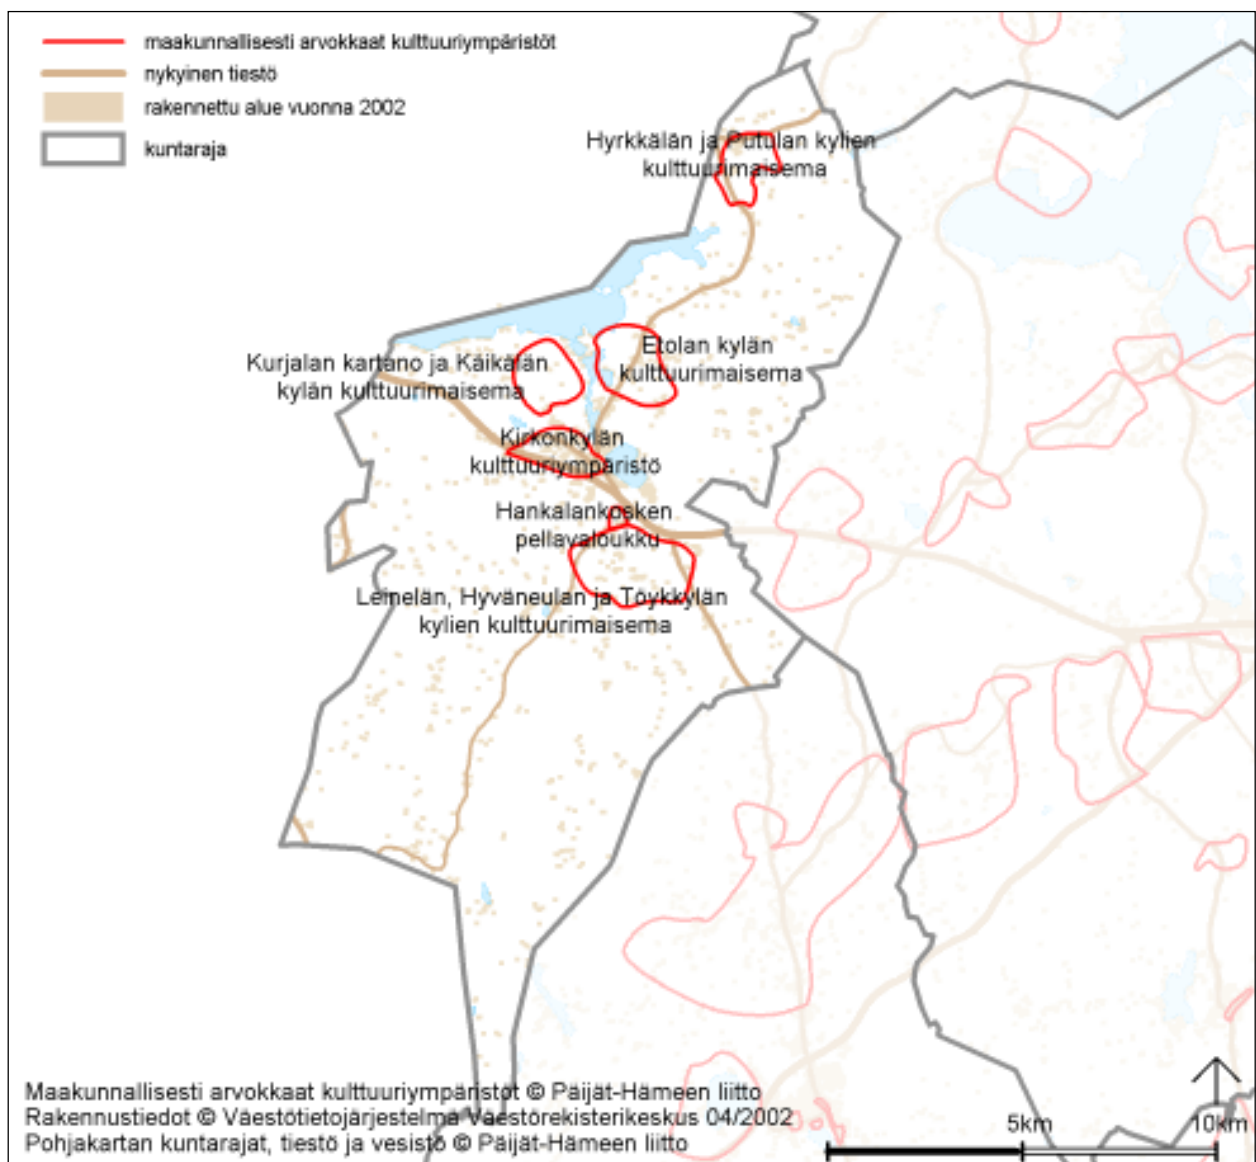 maakunnallisesti arvokkaat kulttuuriympäristöt
nykyinen tiestö
rakennettu alue vuonna 2002
kuntaraja
Hyrkkälän ja Putulan kylien
kulttuurimaisema
Etolan kylän
kulttuurimaisema
Kurjalan kartano ja Käikälän
kylän kulttuurimaisema
Kirkonkylän
kulttuuriympäristö
Hankalankosken
pellavaloukku
Leinelän, Hyväneulan ja Töykkylän
kylien kulttuurimaisema
Maakunnallisesti arvokkaat kulttuuriympäristöt © Päijät-Hämeen liitto
Rakennustiedot © Väestötietojärjestelmä Väestörekisterikeskus 04/2002
Pohjakartan kuntarajat, tiestö ja vesistö © Päijät-Hämeen liitto
5km
10km